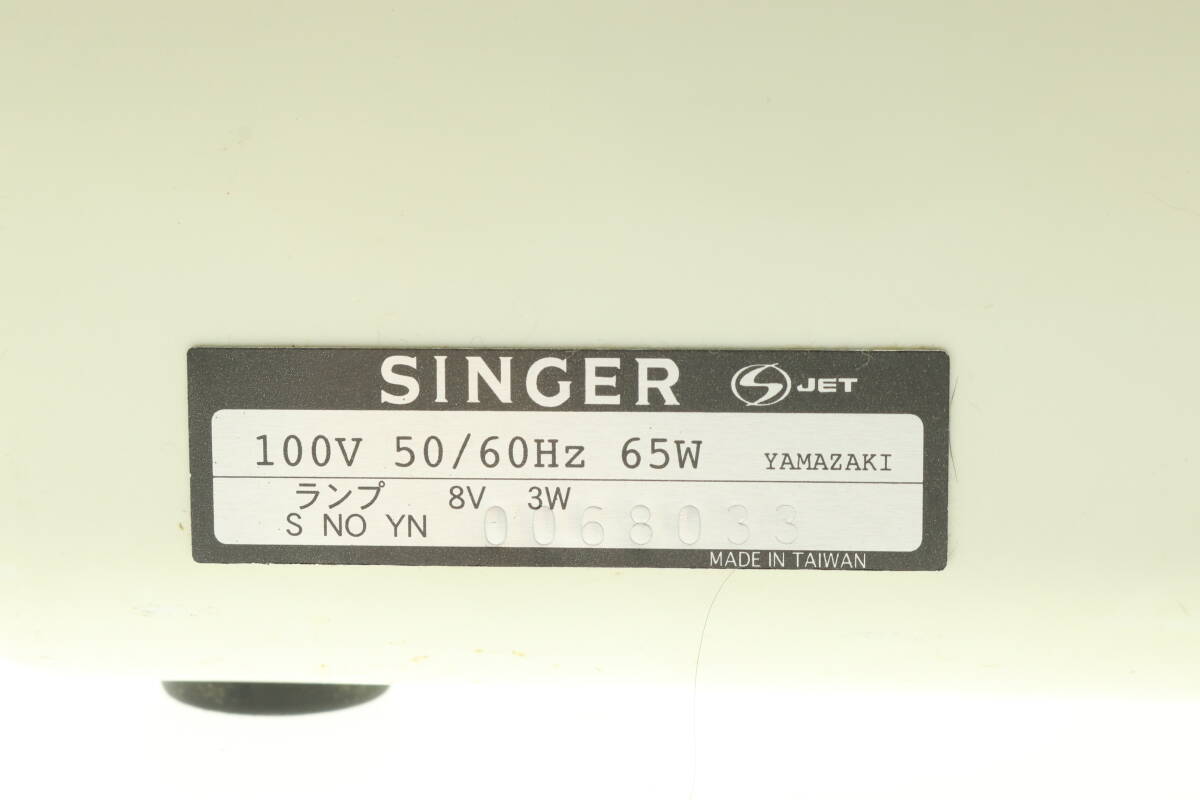 SINGER S JET
100V 50/60Hz 65W YAMAZAKI
ランプ 8V 3W
S NO YN 0068033
MADE IN TAIWAN